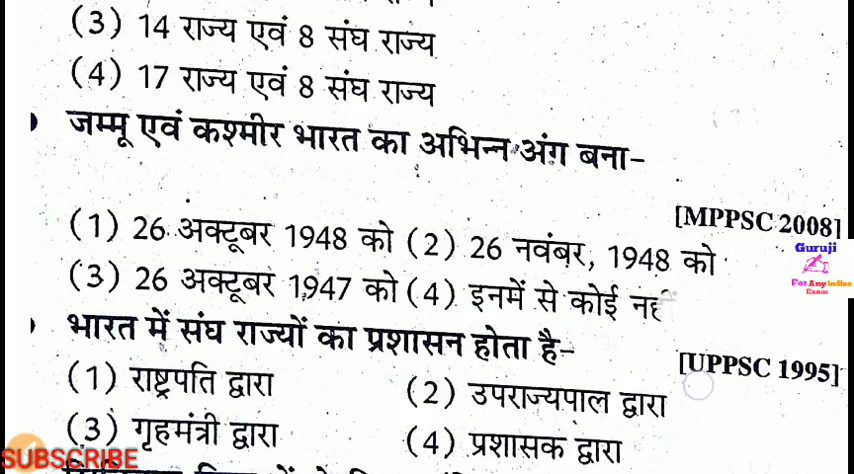 (3) 14 राज्य एवं 8 संघ राज्य
(4) 17 राज्य एवं 8 संघ राज्य
जम्मू एवं कश्मीर भारत का अभिन्न अंग बना–
[MPPSC 2008]
(1) 26 अक्टूबर 1948 को (2) 26 नवंबर, 1948 को
Guruji
For Any Indian
Exam
(3) 26 अक्टूबर 1947 को (4) इनमें से कोई नहीं
भारत में संघ राज्यों का प्रशासन होता है–
[UPPSC 1995]
(1) राष्ट्रपति द्वारा (2) उपराज्यपाल द्वारा
(3) गृहमंत्री द्वारा (4) प्रशासक द्वारा
SUBSCRIBE